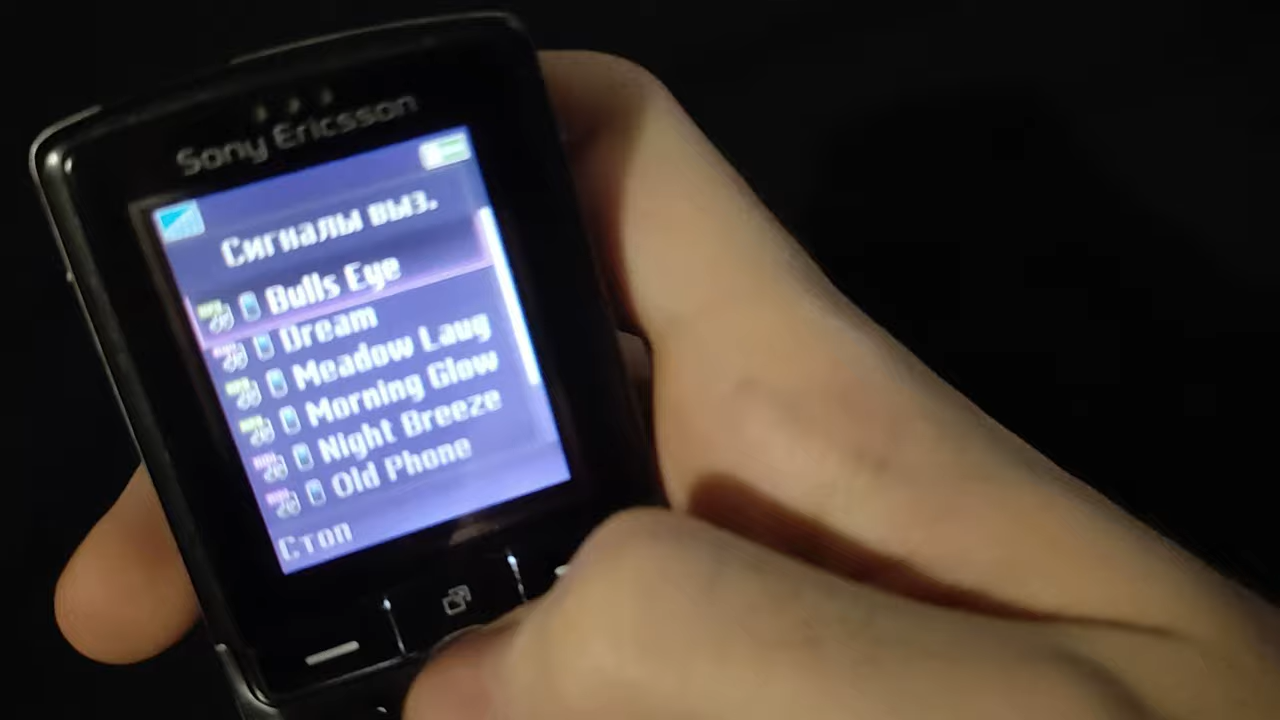 Sony Ericsson
Сигналы выз.
Bulls Eye
Dream
Meadow Laug
Morning Glow
Night Breeze
Old Phone
Стоп